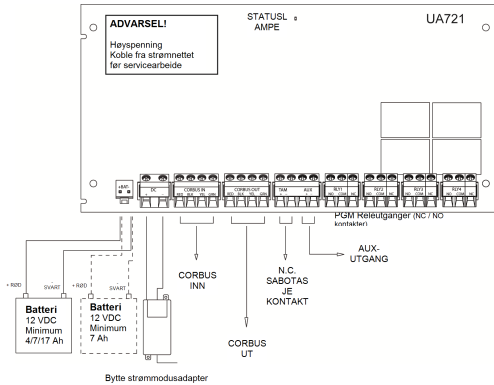 ADVARSEL!
Høyspenning
Koble fra strømnettet
før servicearbeide
STATUSL
AMPE
UA721
+BAT-
DC
+ -
CORBUS IN
RED BLK YEL GRN
CORBUS OUT
RED BLK YEL GRN
TAM
AUX
+ -
RLY1
NO COM NC
RLY2
NO COM NC
RLY3
NO COM NC
RLY4
NO COM NC
PGM Releutganger (NC / NO
kontakter)
AUX-
UTGANG
+ RØD
SVART
+ RØD
SVART
Batteri
12 VDC
Minimum
4/7/17 Ah
Batteri
12 VDC
Minimum
7 Ah
CORBUS
INN
N.C.
SABOTAS
JE
KONTAKT
CORBUS
UT
Bytte strømmodusadapter